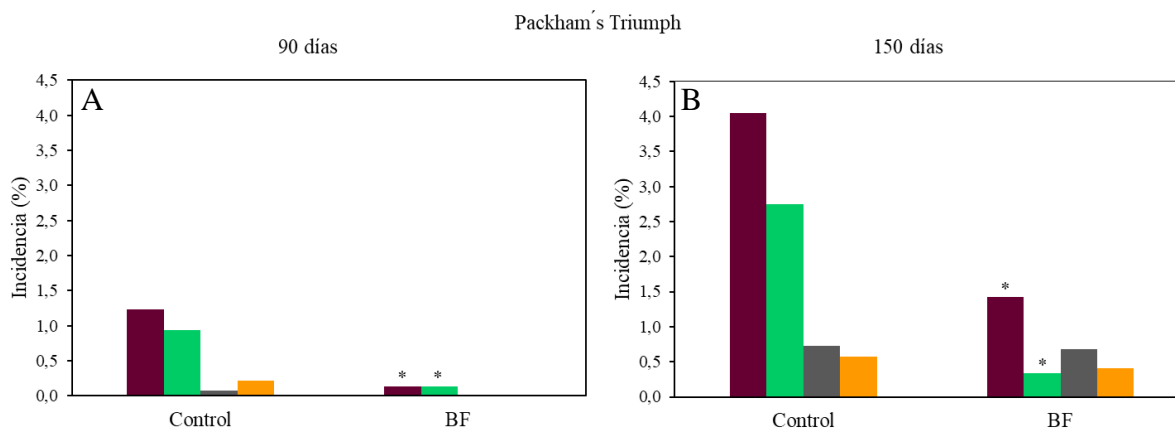 Packham´s Triumph
90 días
150 días
A
Incidencia (%)
4,5
4,0
3,5
3,0
2,5
2,0
1,5
1,0
0,5
0,0
* *
Control BF
B
Incidencia (%)
4,5
4,0
3,5
3,0
2,5
2,0
1,5
1,0
0,5
0,0
*
*
Control BF